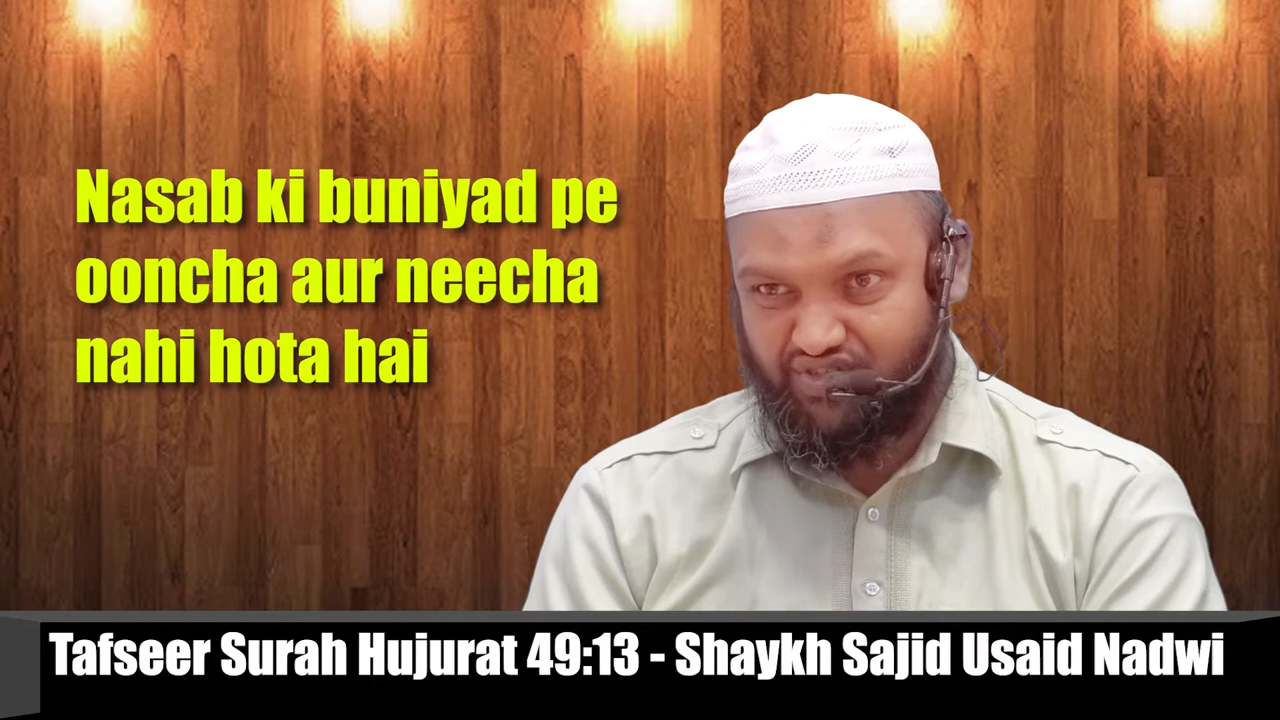 Nasab ki buniyad pe
ooncha aur neecha
nahi hota hai
Tafseer Surah Hujurat 49:13 - Shaykh Sajid Usaid Nadwi